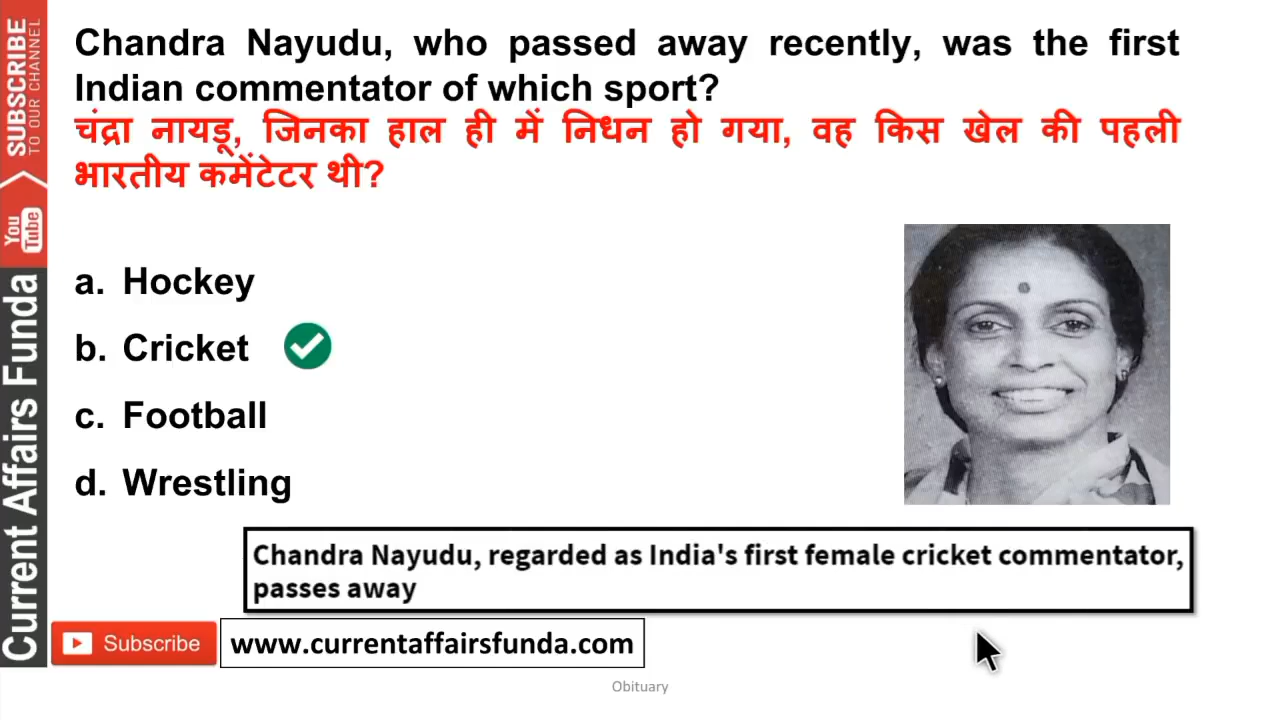 Chandra Nayudu, who passed away recently, was the first
Indian commentator of which sport?
चंद्रा नायडू, जिनका हाल ही में निधन हो गया, वह किस खेल की पहली
भारतीय कमेंटेटर थी?
a. Hockey
b. Cricket
c. Football
d. Wrestling
Chandra Nayudu, regarded as India's first female cricket commentator,
passes away
Subscribe
www.currentaffairsfunda.com
Obituary
SUBSCRIBE
TO OUR CHANNEL
You
Tube
Current Affairs Funda